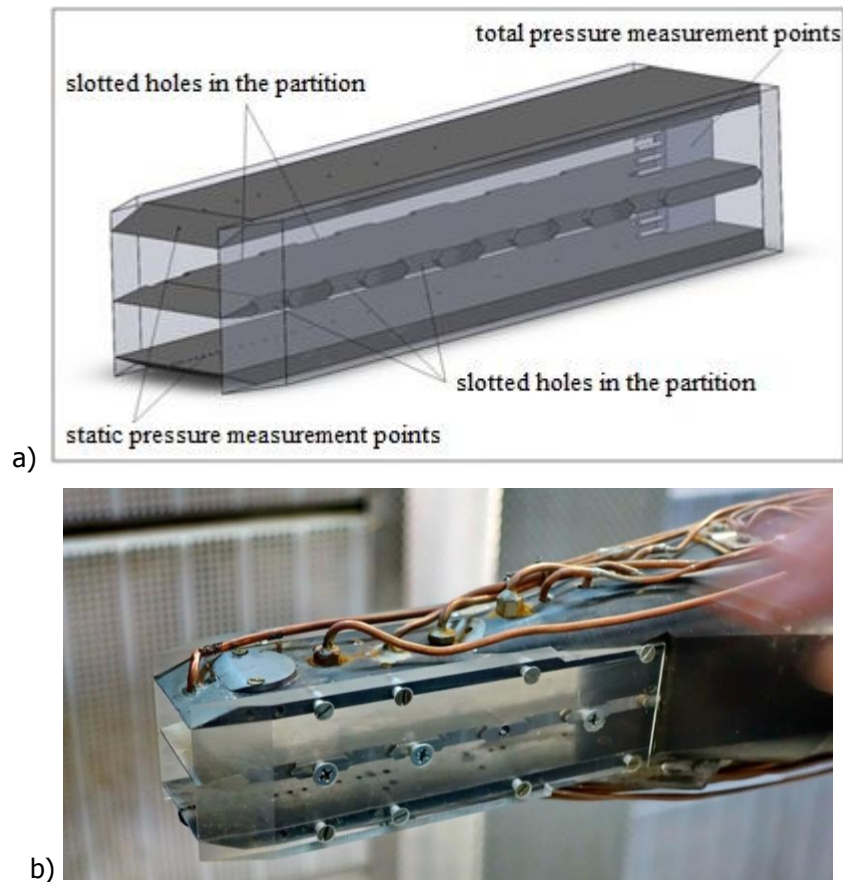 total pressure measurement points
slotted holes in the partition
slotted holes in the partition
static pressure measurement points
a)
b)